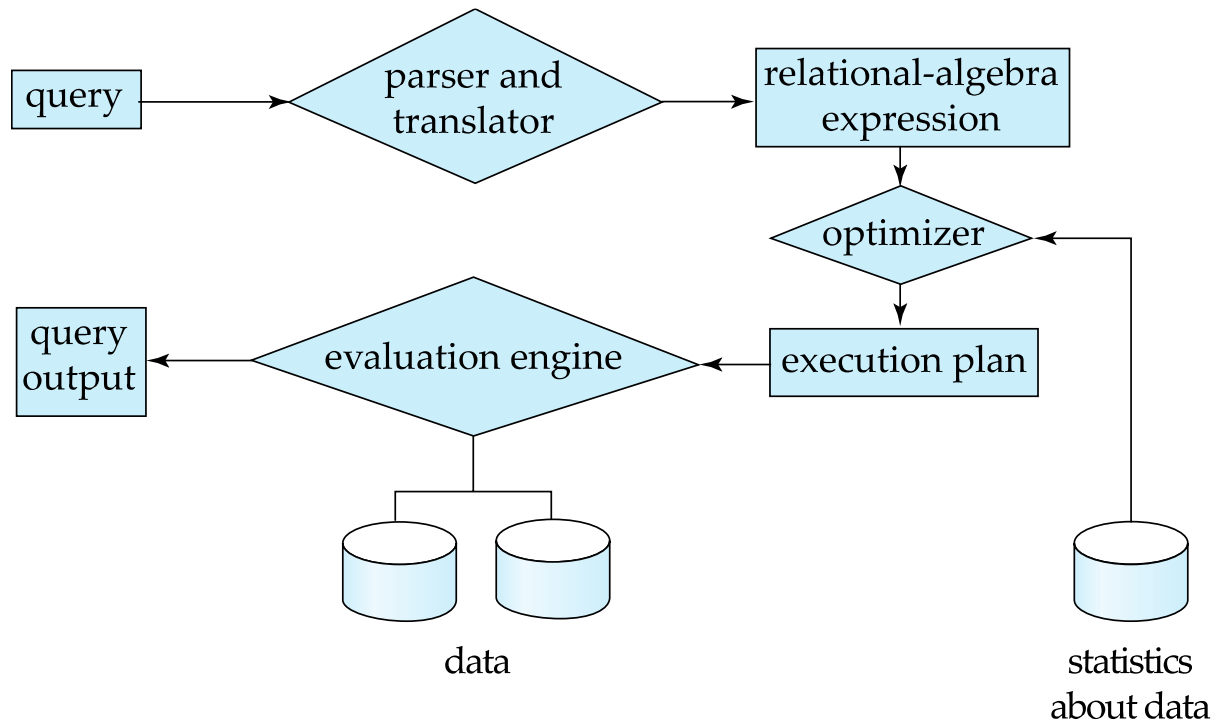 query
parser and
translator
relational-algebra
expression
optimizer
query
output
evaluation engine
execution plan
data
statistics
about data